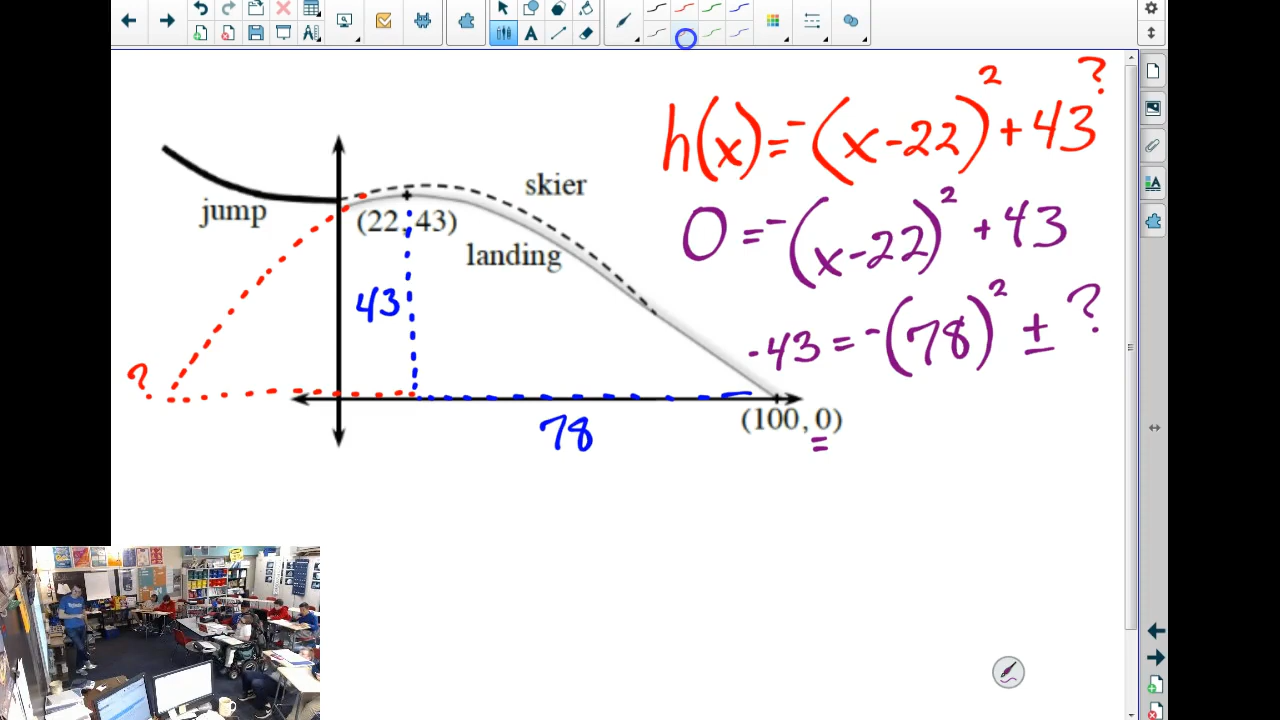 h(x) = -(x-22)² + 43?
0 = -(x-22)² + 43
-43 = -(78)² ± ?
skier
jump
(22, 43)
landing
43
?
(100, 0)
78
=